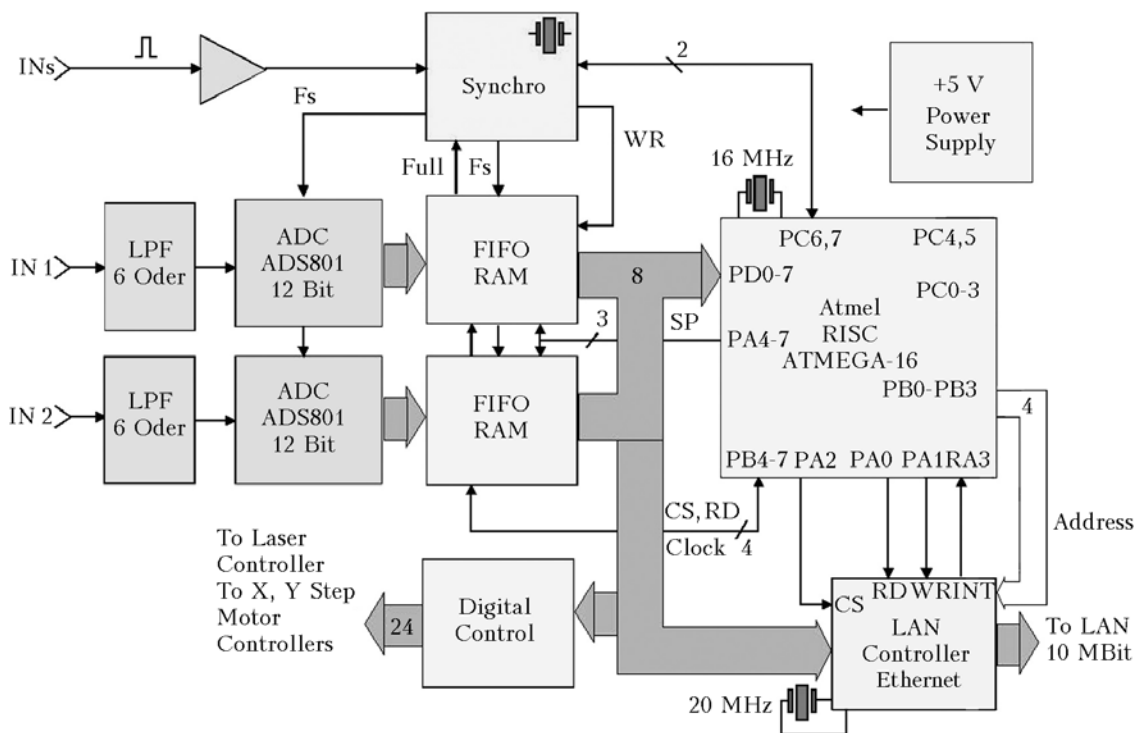 INs
Synchro
2
+5 V
Power
Supply
Fs
WR
Full
Fs
16 MHz
IN 1
LPF
6 Oder
ADC
ADS801
12 Bit
FIFO
RAM
8
PC6,7
PC4,5
PD0-7
PC0-3
Atmel
RISC
ATMEGA-16
3
SP
PA4-7
PB0-PB3
4
IN 2
LPF
6 Oder
ADC
ADS801
12 Bit
FIFO
RAM
PB4-7
PA2
PA0
PA1RA3
CS,RD
Clock
4
Address
To Laser
Controller
To X, Y Step
Motor
Controllers
24
Digital
Control
RD WRINT
CS
LAN
Controller
Ethernet
To LAN
10 MBit
20 MHz